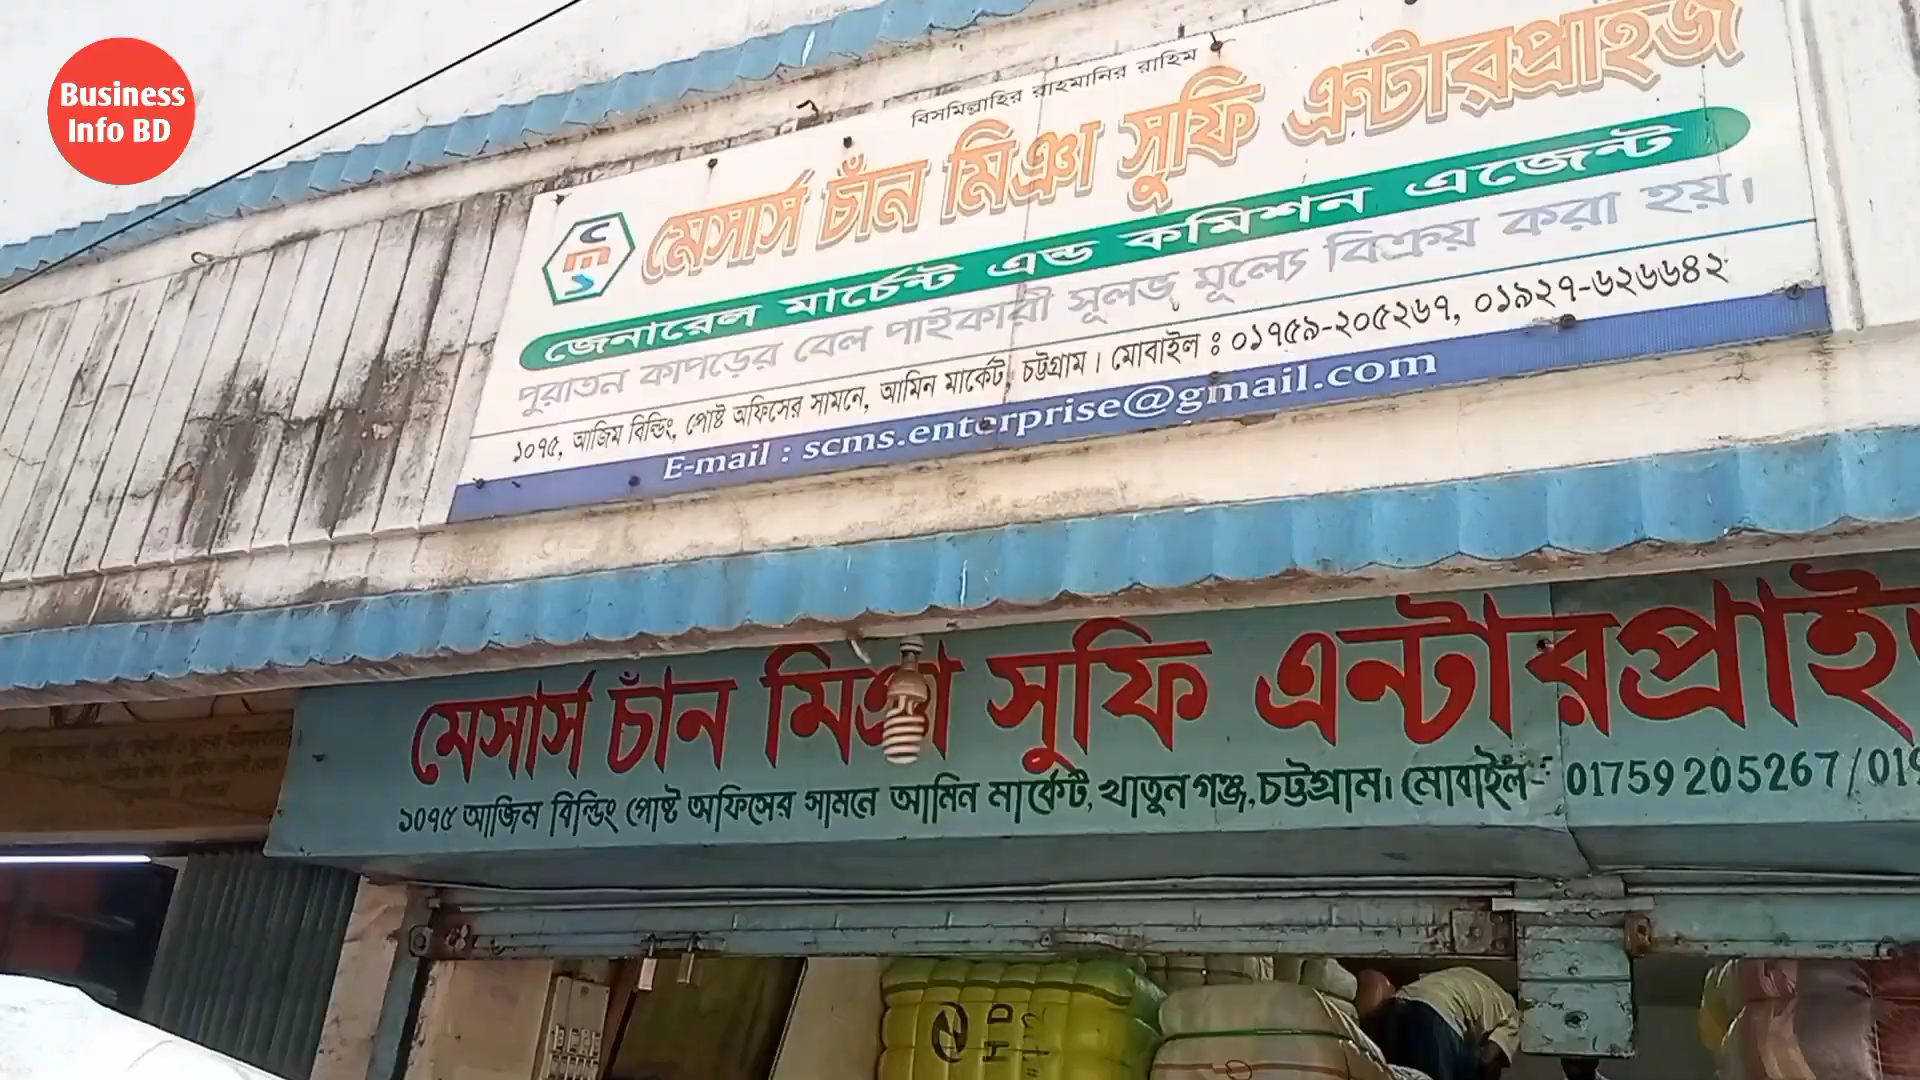 Business
Info BD
বিসমিল্লাহির রাহমানির রাহিম
cms
মেসার্স চাঁন মিঞা সুফি এন্টারপ্রাইজ
জেনারেল মার্চেন্ট এন্ড কমিশন এজেন্ট
পুরাতন কাপড়ের বেল পাইকারী সূলভ মূল্যে বিক্রয় করা হয়।
১০৭৫, আজিম বিল্ডিং, পোষ্ট অফিসের সামনে, আমিন মার্কেট, চট্টগ্রাম। মোবাইল : ০১৭৫৯-২০৫২৬৭, ০১৯২৭-৬২৬৬৪২
E-mail : scms.enterprise@gmail.com
মেসার্স চাঁন মিঞা সুফি এন্টারপ্রাই
১০৭৫ আজিম বিল্ডিং পোষ্ট অফিসের সামনে আমিন মার্কেট, খাতুনগঞ্জ, চট্টগ্রাম। মোবাইল- 01759205267/019
HD